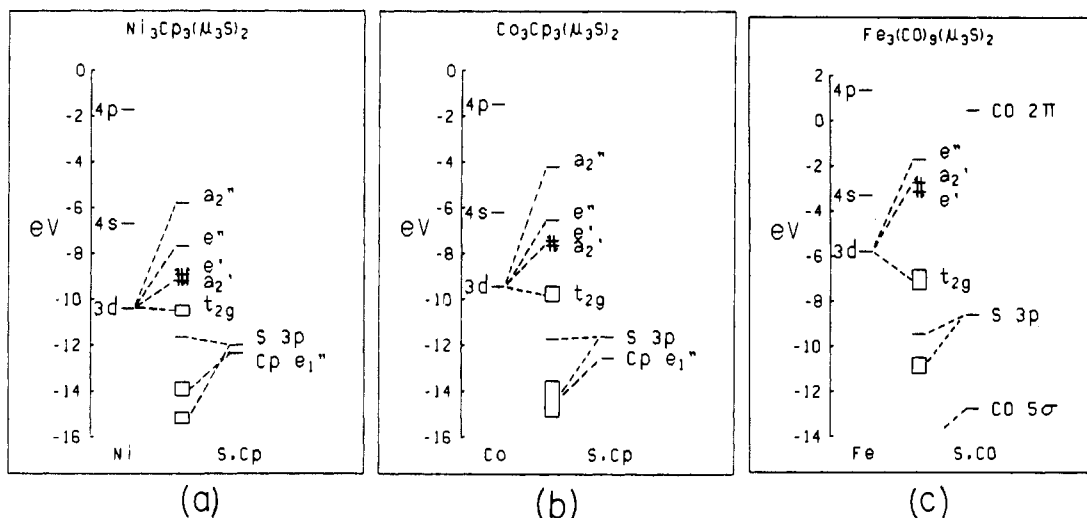 Ni₃Cp₃(μ₃S)₂
0
-2
-4
-6
-8
-10
-12
-14
-16
eV
4p
4s
3d
a₂"
e"
e'
a₂'
t₂g
S 3p
Cp e₁"
Ni
S.Cp
(a)
Co₃Cp₃(μ₃S)₂
0
-2
-4
-6
-8
-10
-12
-14
-16
eV
4p
4s
3d
a₂"
e"
e'
a₂'
t₂g
S 3p
Cp e₁"
Co
S.Cp
(b)
Fe₃(CO)₉(μ₃S)₂
2
0
-2
-4
-6
-8
-10
-12
-14
eV
4p
4s
3d
CO 2π
e"
a₂'
e'
t₂g
S 3p
CO 5σ
Fe
S.CO
(c)